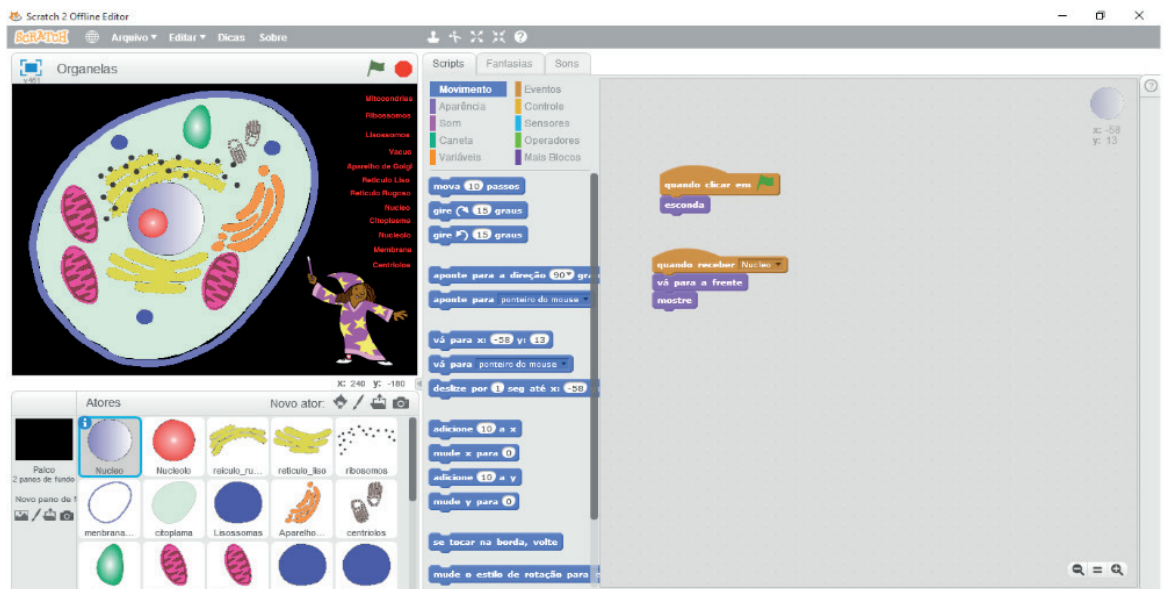 Scratch 2 Offline Editor
SCRATCH Arquivo Editar Dicas Sobre
Organelas
v461
Mitocondrias
Ribossomos
Lisossomos
Vacuo
Aparelho de Golgi
Reticulo Liso
Reticulo Rugoso
Nucleo
Citoplasma
Nucleolo
Membrana
Centriolos
X: 240 Y: -180
Atores
Novo ator:
Palco
2 panos de fundo
Novo pano de f
Nucleo
Nucleolo
reiculo_ru...
reticulo_liso
ribosomos
menbrana...
citoplama
Lisossomas
Aparelho...
centriolos
Scripts Fantasias Sons
Movimento Eventos
Aparência Controle
Som Sensores
Caneta Operadores
Variáveis Mais Blocos
mova 10 passos
gire 15 graus
gire 15 graus
aponte para a direção 90 gra
aponte para ponteiro do mouse
vá para x: -58 y: 13
vá para ponteiro do mouse
deslize por 1 seg até x: -58
adicione 10 a x
mude x para 0
adicione 10 a y
mude y para 0
se tocar na borda, volte
mude o estilo de rotação para
quando clicar em
esconda
quando receber Nucleo
vá para a frente
mostre
x: -58
y: 13